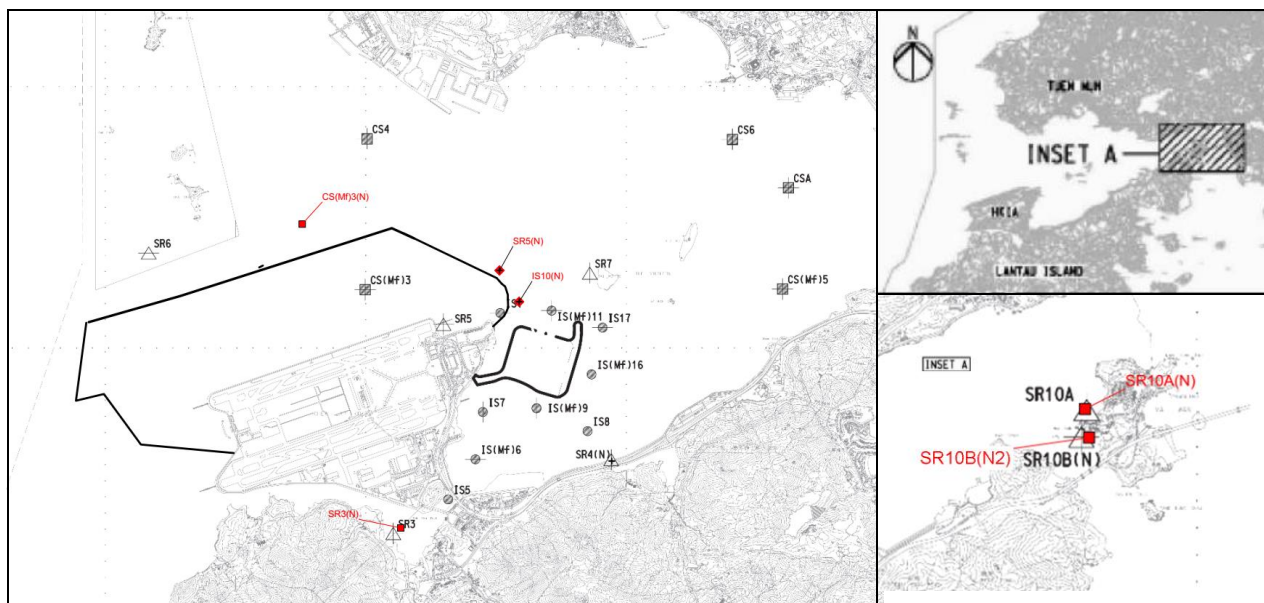 CS4
CS6
CSA
CS(Mf)3(N)
SR6
SR5(N)
SR7
IS10(N)
CS(Mf)3
CS(Mf)5
SR5
IS(Mf)11
IS17
IS(Mf)16
IS7
IS(Mf)9
IS8
IS(Mf)6
SR4(N)
IS5
SR3(N)
SR3
N
TUEN MUN
INSET A
HKIA
LANTAU ISLAND
INSET A
SR10A(N)
SR10A
SR10B(N2)
SR10B(N)